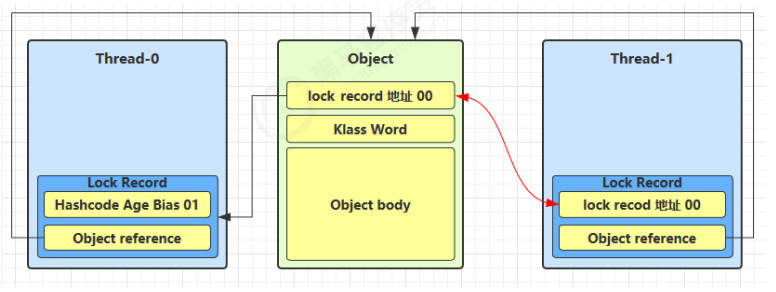 Thread-0
Lock Record
Hashcode Age Bias 01
Object reference
Object
lock record 地址 00
Klass Word
Object body
Thread-1
Lock Record
lock recod 地址 00
Object reference